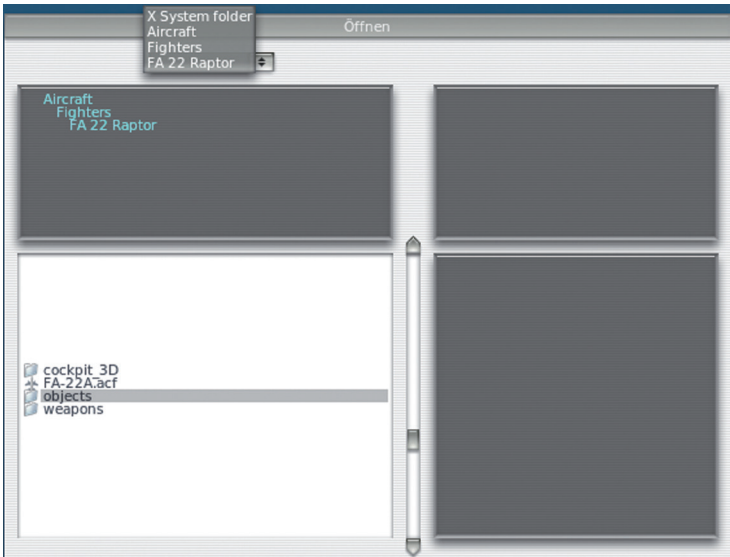 X System folder
Aircraft
Fighters
FA 22 Raptor
Öffnen
Aircraft
Fighters
FA 22 Raptor
cockpit_3D
FA-22A.acf
objects
weapons